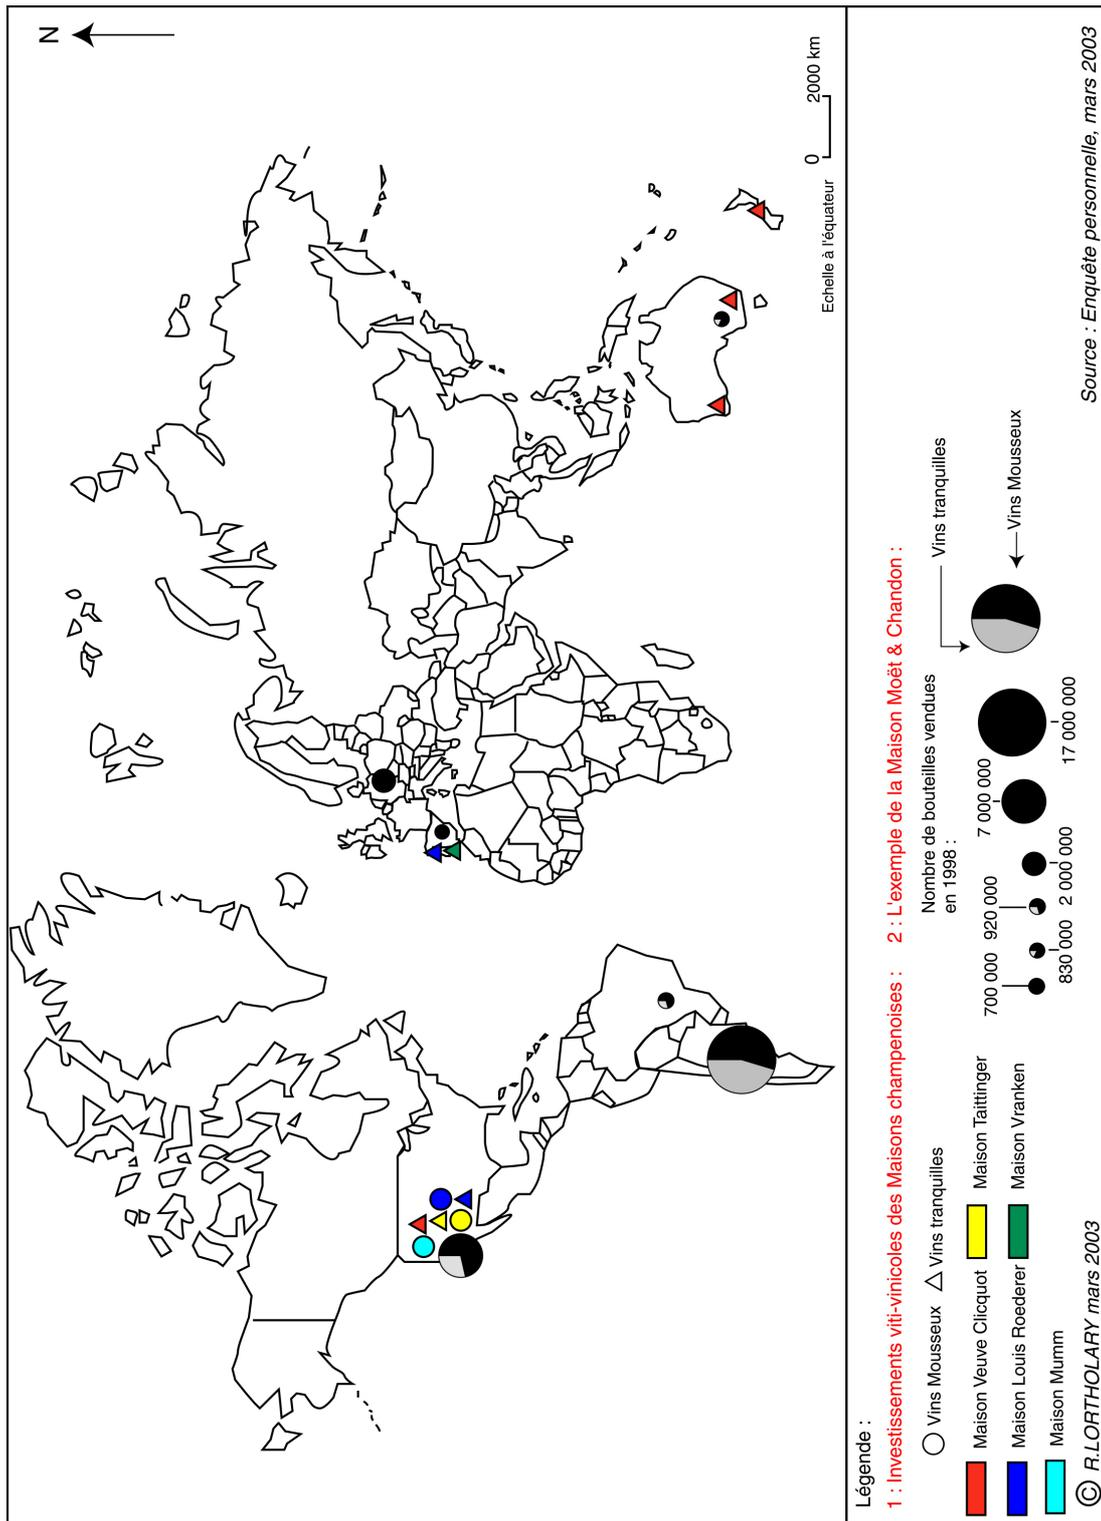 N
0 2000 km
Echelle à l'équateur
Légende :
1 : Investissements viti-vinicoles des Maisons champenoises :
Vins Mousseux
Vins tranquilles
Maison Veuve Clicquot
Maison Taittinger
Maison Louis Roederer
Maison Vranken
Maison Mumm
2 : L'exemple de la Maison Moët & Chandon :
Nombre de bouteilles vendues
en 1998 :
Vins tranquilles
Vins Mousseux
700 000
920 000
7 000 000
830 000
2 000 000
17 000 000
© R.LORTHOLARY mars 2003
Source : Enquête personnelle, mars 2003